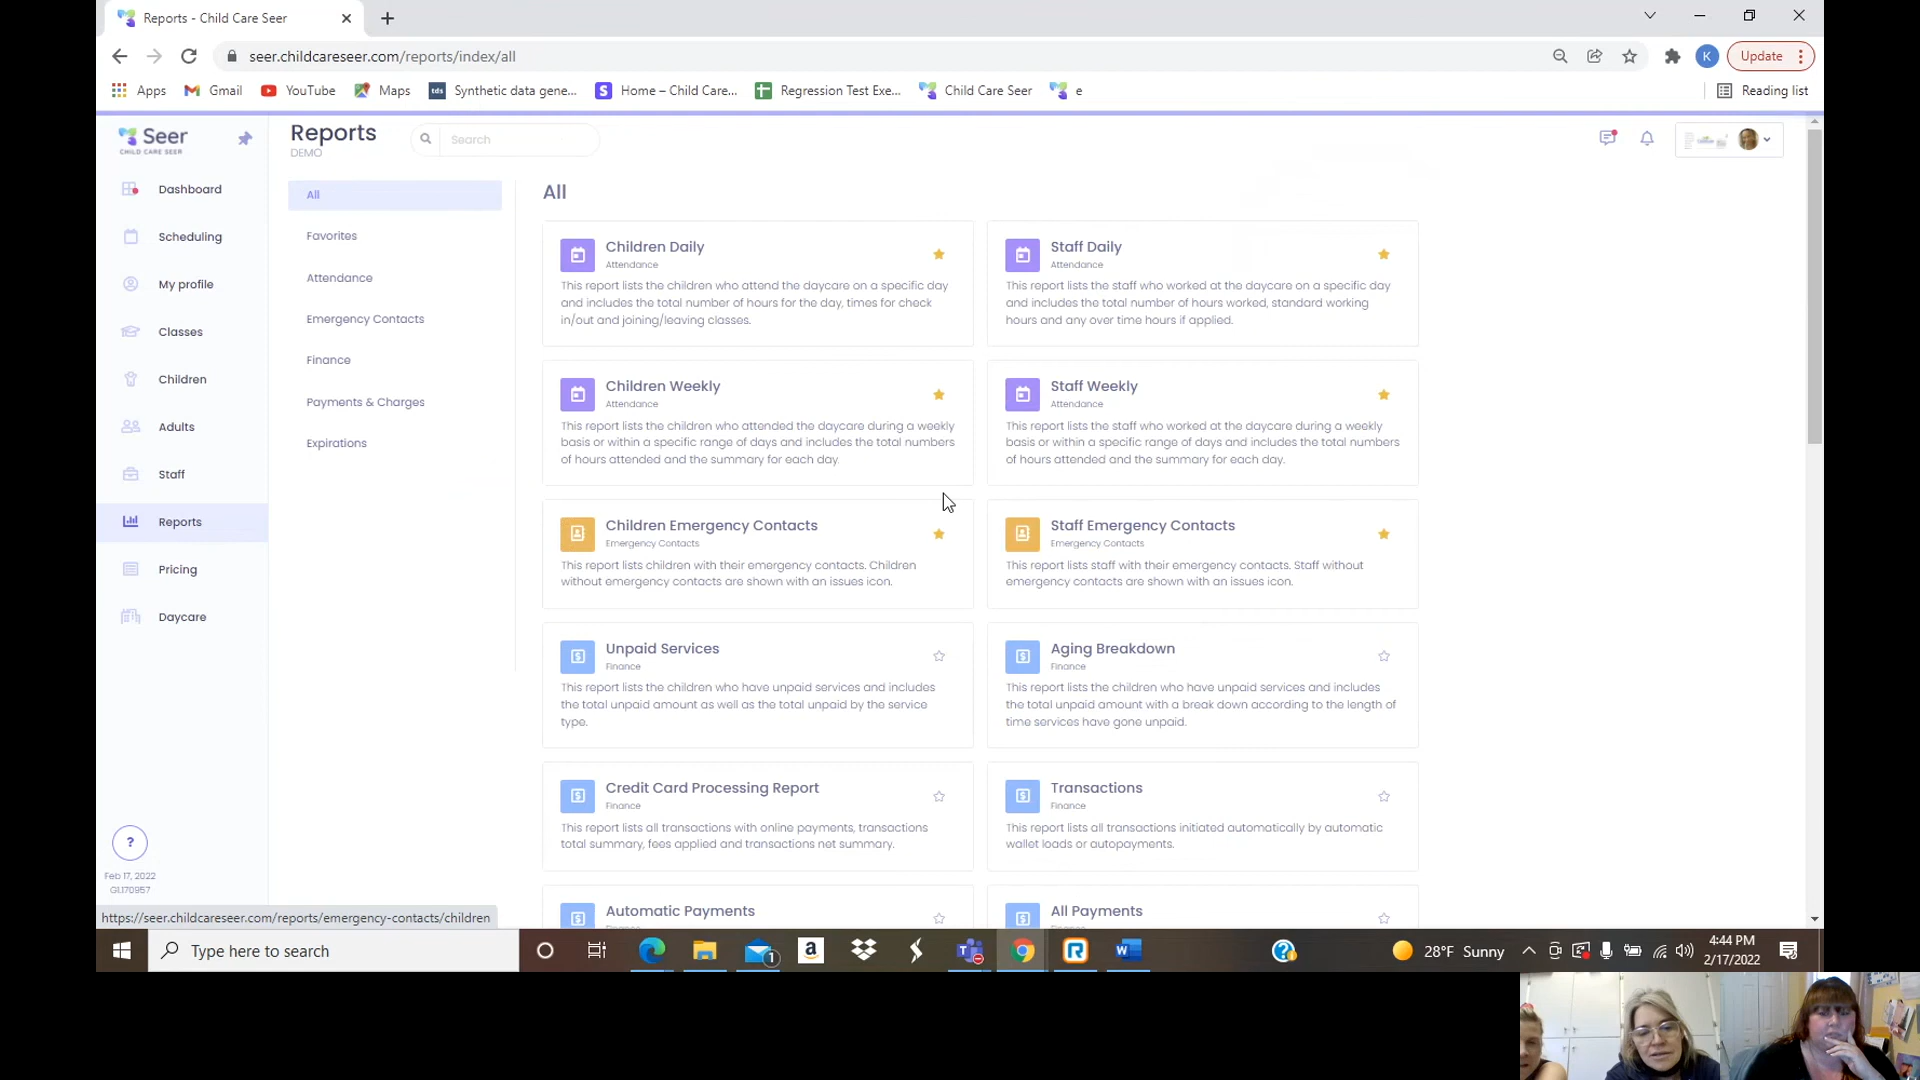 Reports - Child Care Seer
seer.childcareseer.com/reports/index/all
K
Update
Apps
Gmail
YouTube
Maps
tds
Synthetic data gene...
S
Home – Child Care...
Regression Test Exe...
Child Care Seer
e
Reading list
Seer
CHILD CARE SEER
Reports
DEMO
Search
Dashboard
Scheduling
My profile
Classes
Children
Adults
Staff
Reports
Pricing
Daycare
?
Feb 17, 2022
G1.170957
All
Favorites
Attendance
Emergency Contacts
Finance
Payments & Charges
Expirations
All
Children Daily
Attendance
This report lists the children who attend the daycare on a specific day
and includes the total number of hours for the day, times for check
in/out and joining/leaving classes.
Staff Daily
Attendance
This report lists the staff who worked at the daycare on a specific day
and includes the total number of hours worked, standard working
hours and any over time hours if applied.
Children Weekly
Attendance
This report lists the children who attended the daycare during a weekly
basis or within a specific range of days and includes the total numbers
of hours attended and the summary for each day.
Staff Weekly
Attendance
This report lists the staff who worked at the daycare during a weekly
basis or within a specific range of days and includes the total numbers
of hours attended and the summary for each day.
Children Emergency Contacts
Emergency Contacts
This report lists children with their emergency contacts. Children
without emergency contacts are shown with an issues icon.
Staff Emergency Contacts
Emergency Contacts
This report lists staff with their emergency contacts. Staff without
emergency contacts are shown with an issues icon.
Unpaid Services
Finance
This report lists the children who have unpaid services and includes
the total unpaid amount as well as the total unpaid by the service
type.
Aging Breakdown
Finance
This report lists the children who have unpaid services and includes
the total unpaid amount with a break down according to the length of
time services have gone unpaid.
Credit Card Processing Report
Finance
This report lists all transactions with online payments, transactions
total summary, fees applied and transactions net summary.
Transactions
Finance
This report lists all transactions initiated automatically by automatic
wallet loads or autopayments.
Automatic Payments
All Payments
https://seer.childcareseer.com/reports/emergency-contacts/children
Type here to search
1
28°F Sunny
4:44 PM
2/17/2022